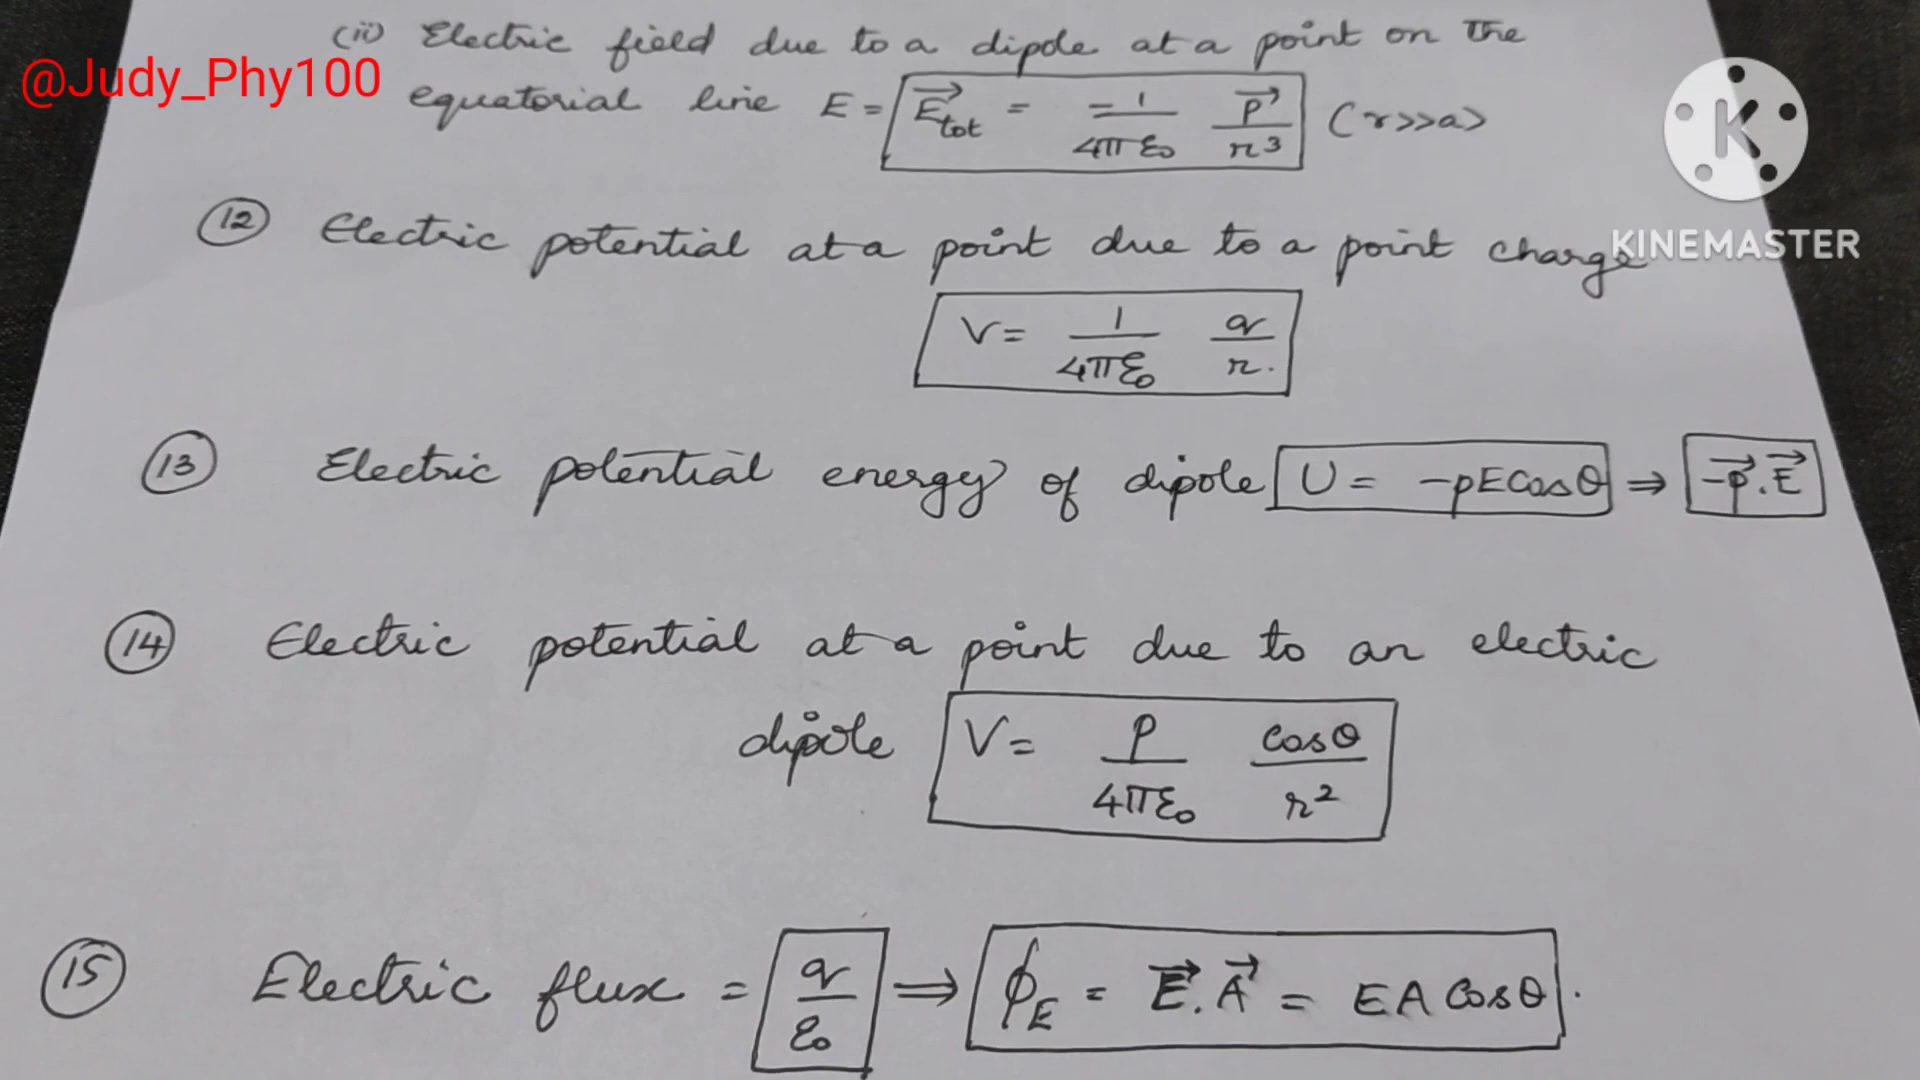 (ii) Electric field due to a dipole at a point on the
@Judy_Phy100
equatorial line E = E⃗tot = -1/4πε₀ p⃗/r³ (r>>a>
K
KINEMASTER
12 Electric potential at a point due to a point charge
V = 1/4πε₀ q/r.
13 Electric potential energy of dipole U = -pECosθ ⇒ -p⃗.E⃗
14 Electric potential at a point due to an electric
dipole V = p/4πε₀ cosθ/r²
15 Electric flux = q/ε₀ ⇒ ϕE = E⃗.A⃗ = EA Cosθ.